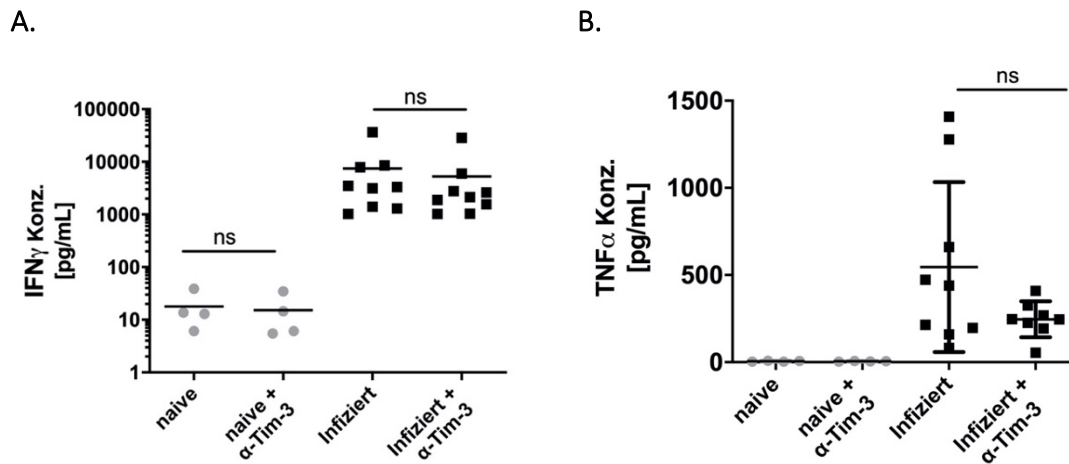 A.
B.
IFNγ Konz.
[pg/mL]
100000
10000
1000
100
10
1
ns
ns
naive
naive +
α-Tim-3
Infiziert
Infiziert +
α-Tim-3
TNFα Konz.
[pg/mL]
1500
1000
500
0
ns
naive
naive +
α-Tim-3
Infiziert
Infiziert +
α-Tim-3